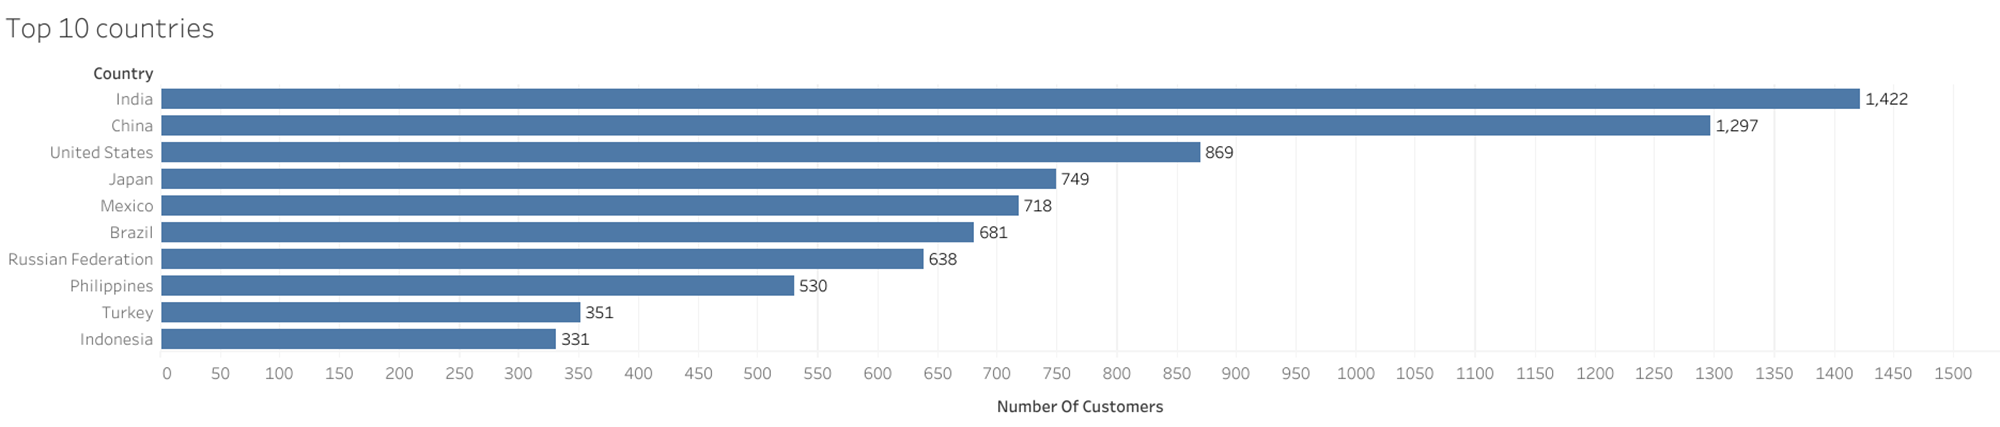 Top 10 countries
Country
India 1,422
China 1,297
United States 869
Japan 749
Mexico 718
Brazil 681
Russian Federation 638
Philippines 530
Turkey 351
Indonesia 331
0 50 100 150 200 250 300 350 400 450 500 550 600 650 700 750 800 850 900 950 1000 1050 1100 1150 1200 1250 1300 1350 1400 1450 1500
Number Of Customers